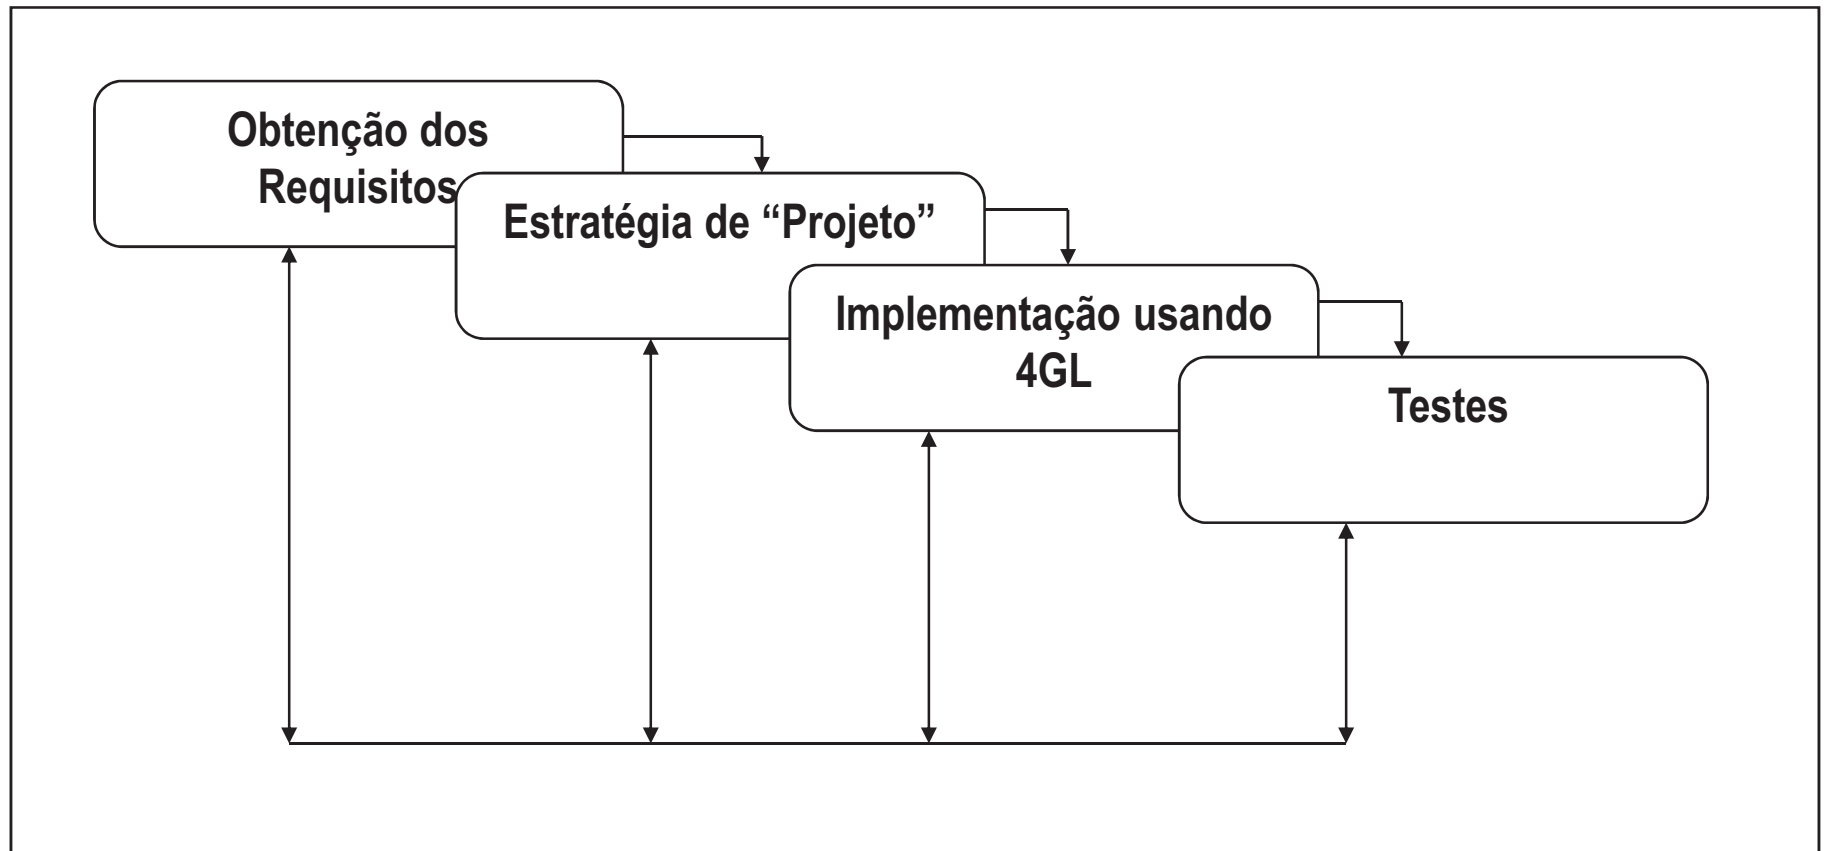 Obtenção dos
Requisitos
Estratégia de “Projeto”
Implementação usando
4GL
Testes